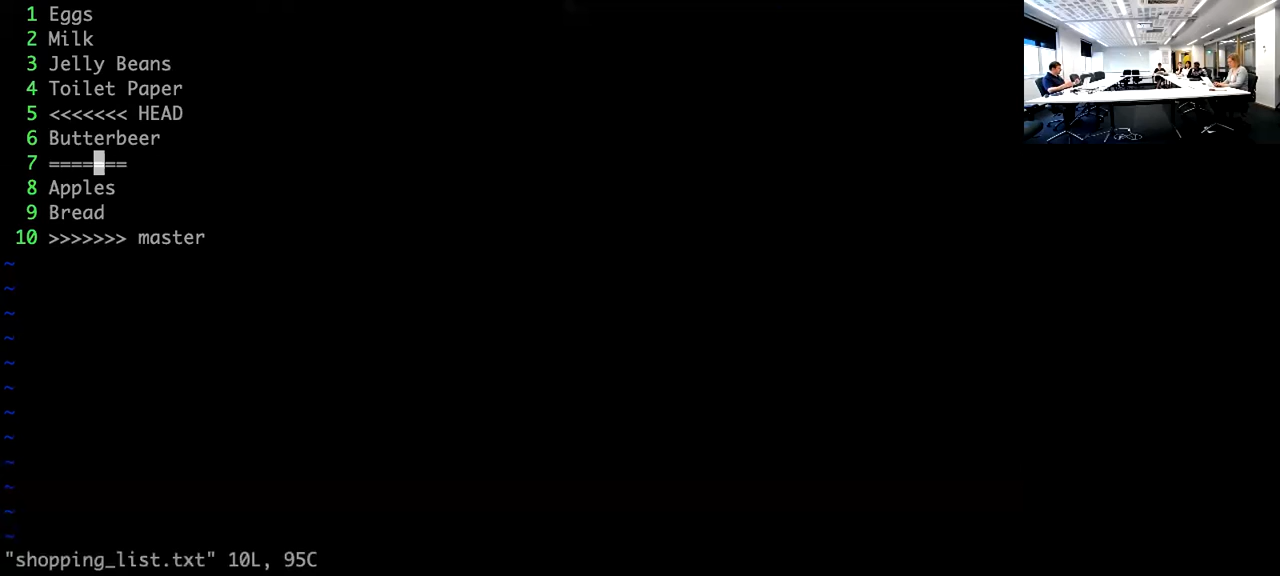 1 Eggs
2 Milk
3 Jelly Beans
4 Toilet Paper
5 <<<<<<< HEAD
6 Butterbeer
7 =======
8 Apples
9 Bread
10 >>>>>>> master
~
~
~
~
~
~
~
~
~
~
~
~
"shopping_list.txt" 10L, 95C